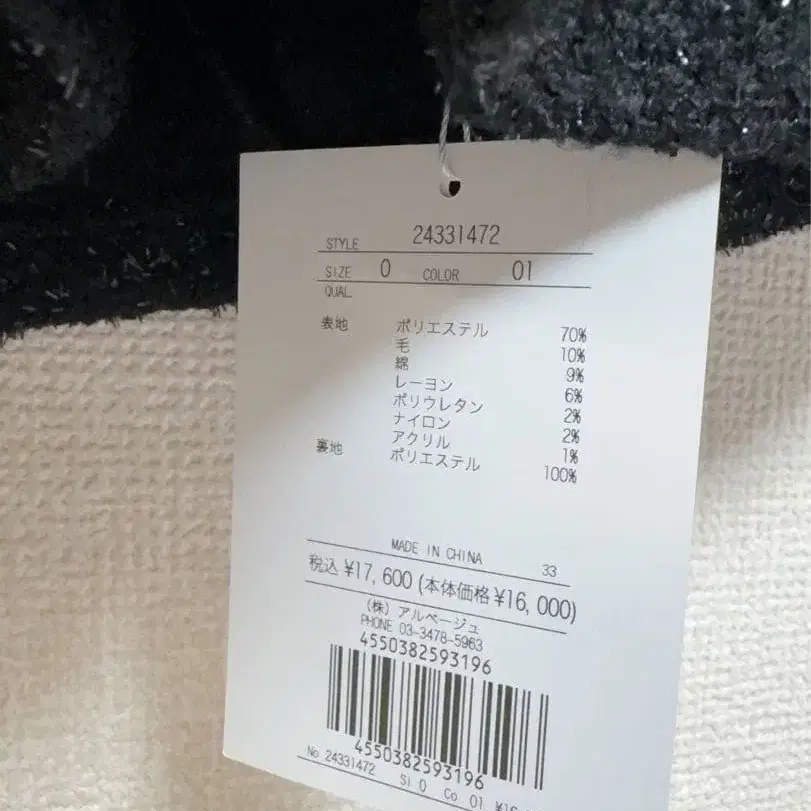 STYLE 24331472
SIZE 0 COLOR 01
QUAL
表地 ポリエステル 70%
毛 10%
綿 9%
レーヨン 6%
ポリウレタン 2%
ナイロン 2%
アクリル 1%
裏地 ポリエステル 100%
MADE IN CHINA 33
税込 ¥17,600 (本体価格¥16,000)
(株) アルページュ
PHONE 03-3478-5963
4550382593196
4550382593196
No 24331472 Si 0 Co 01